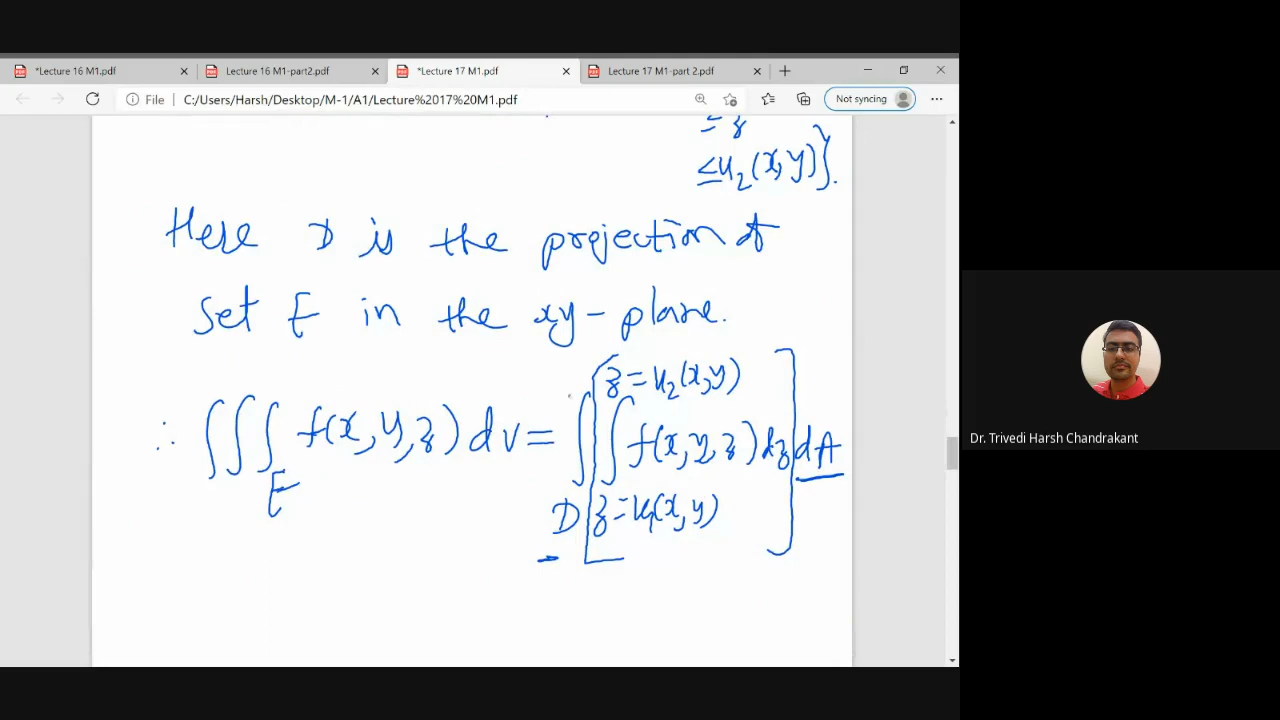 *Lecture 16 M1.pdf
Lecture 16 M1-part2.pdf
*Lecture 17 M1.pdf
Lecture 17 M1-part 2.pdf
File
C:/Users/Harsh/Desktop/M-1/A1/Lecture%2017%20M1.pdf
Not syncing
≤ z
≤ u₂(x,y)}.
Here D is the projection of
set E in the xy-plane.
z = u₂(x,y)
∴ ∭ f(x,y,z) dv = ∬ [∫ f(x,y,z) dz] dA
E
D
z = u₁(x,y)
Dr. Trivedi Harsh Chandrakant